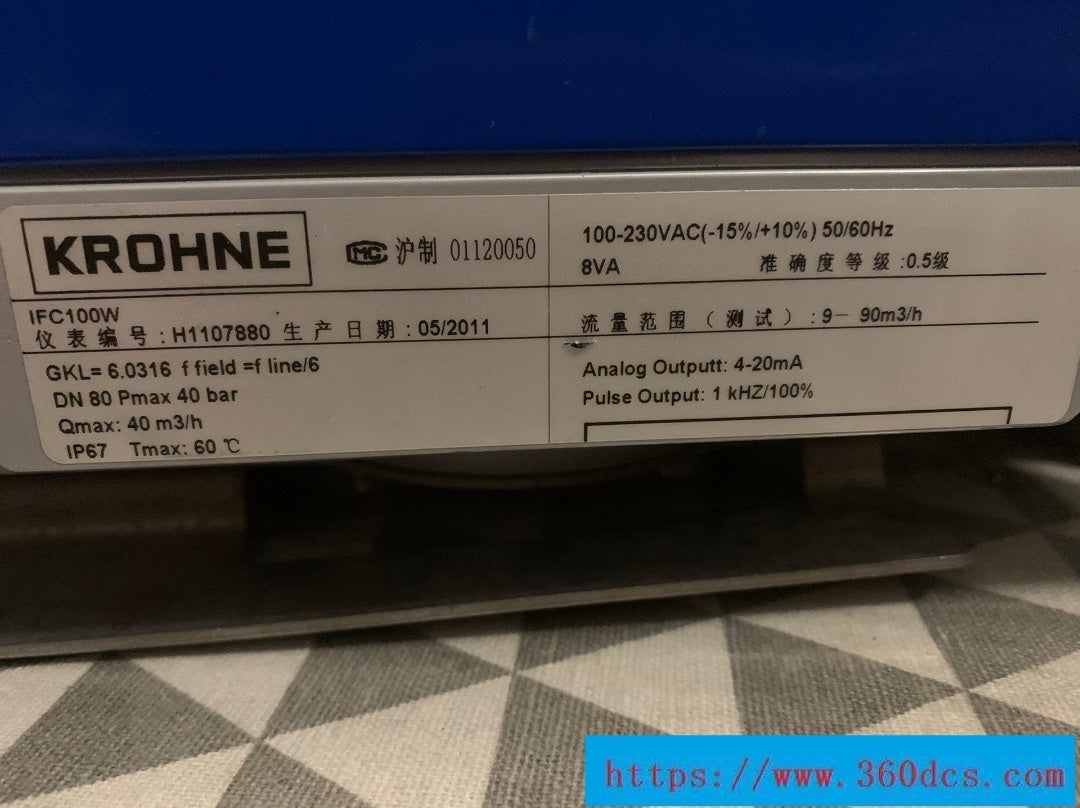 KROHNE
MC 沪制 01120050
IFC100W
仪表编号:H1107880 生产日期:05/2011
GKL= 6.0316 f field =f line/6
DN 80 Pmax 40 bar
Qmax: 40 m3/h
IP67 Tmax: 60 ℃
100-230VAC(-15%/+10%) 50/60Hz
8VA 准确度等级:0.5级
流量范围(测试):9— 90m3/h
Analog Outputt: 4-20mA
Pulse Output: 1 kHZ/100%
https://www.360dcs.com